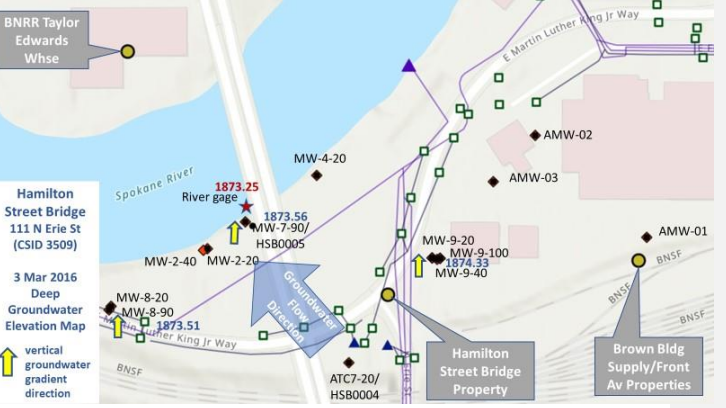 BNRR Taylor
Edwards
Whse
E Martin Luther King Jr Way
AMW-02
MW-4-20
AMW-03
Spokane River
1873.25
River gage
1873.56
MW-7-90/
HSB0005
Hamilton
Street Bridge
111 N Erie St
(CSID 3509)
3 Mar 2016
Deep
Groundwater
Elevation Map
vertical
groundwater
gradient
direction
AMW-01
MW-9-20
MW-9-100
1874.33
MW-9-40
MW-2-40
MW-2-20
Groundwater
Flow
Direction
MW-8-20
MW-8-90
1873.51
Luther King Jr Way
BNSF
BNSF
BNSF
BNSF
ATC7-20/
HSB0004
Hamilton
Street Bridge
Property
Brown Bldg
Supply/Front
Av Properties